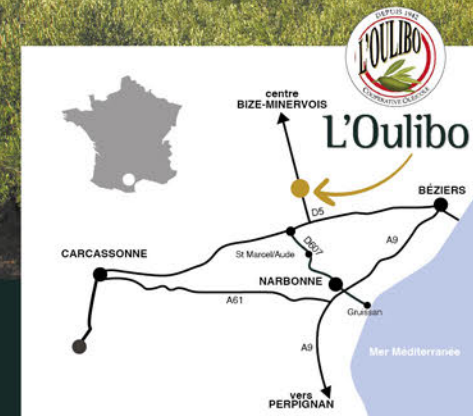 DEPUIS 1942
L'OULIBO
COOPÉRATIVE OLÉICOLE
centre
BIZE-MINERVOIS
L'Oulibo
BÉZIERS
D5
D607
A9
St Marcel/Aude
CARCASSONNE
NARBONNE
A61
Gruissan
A9
Mer Méditerranée
vers
PERPIGNAN